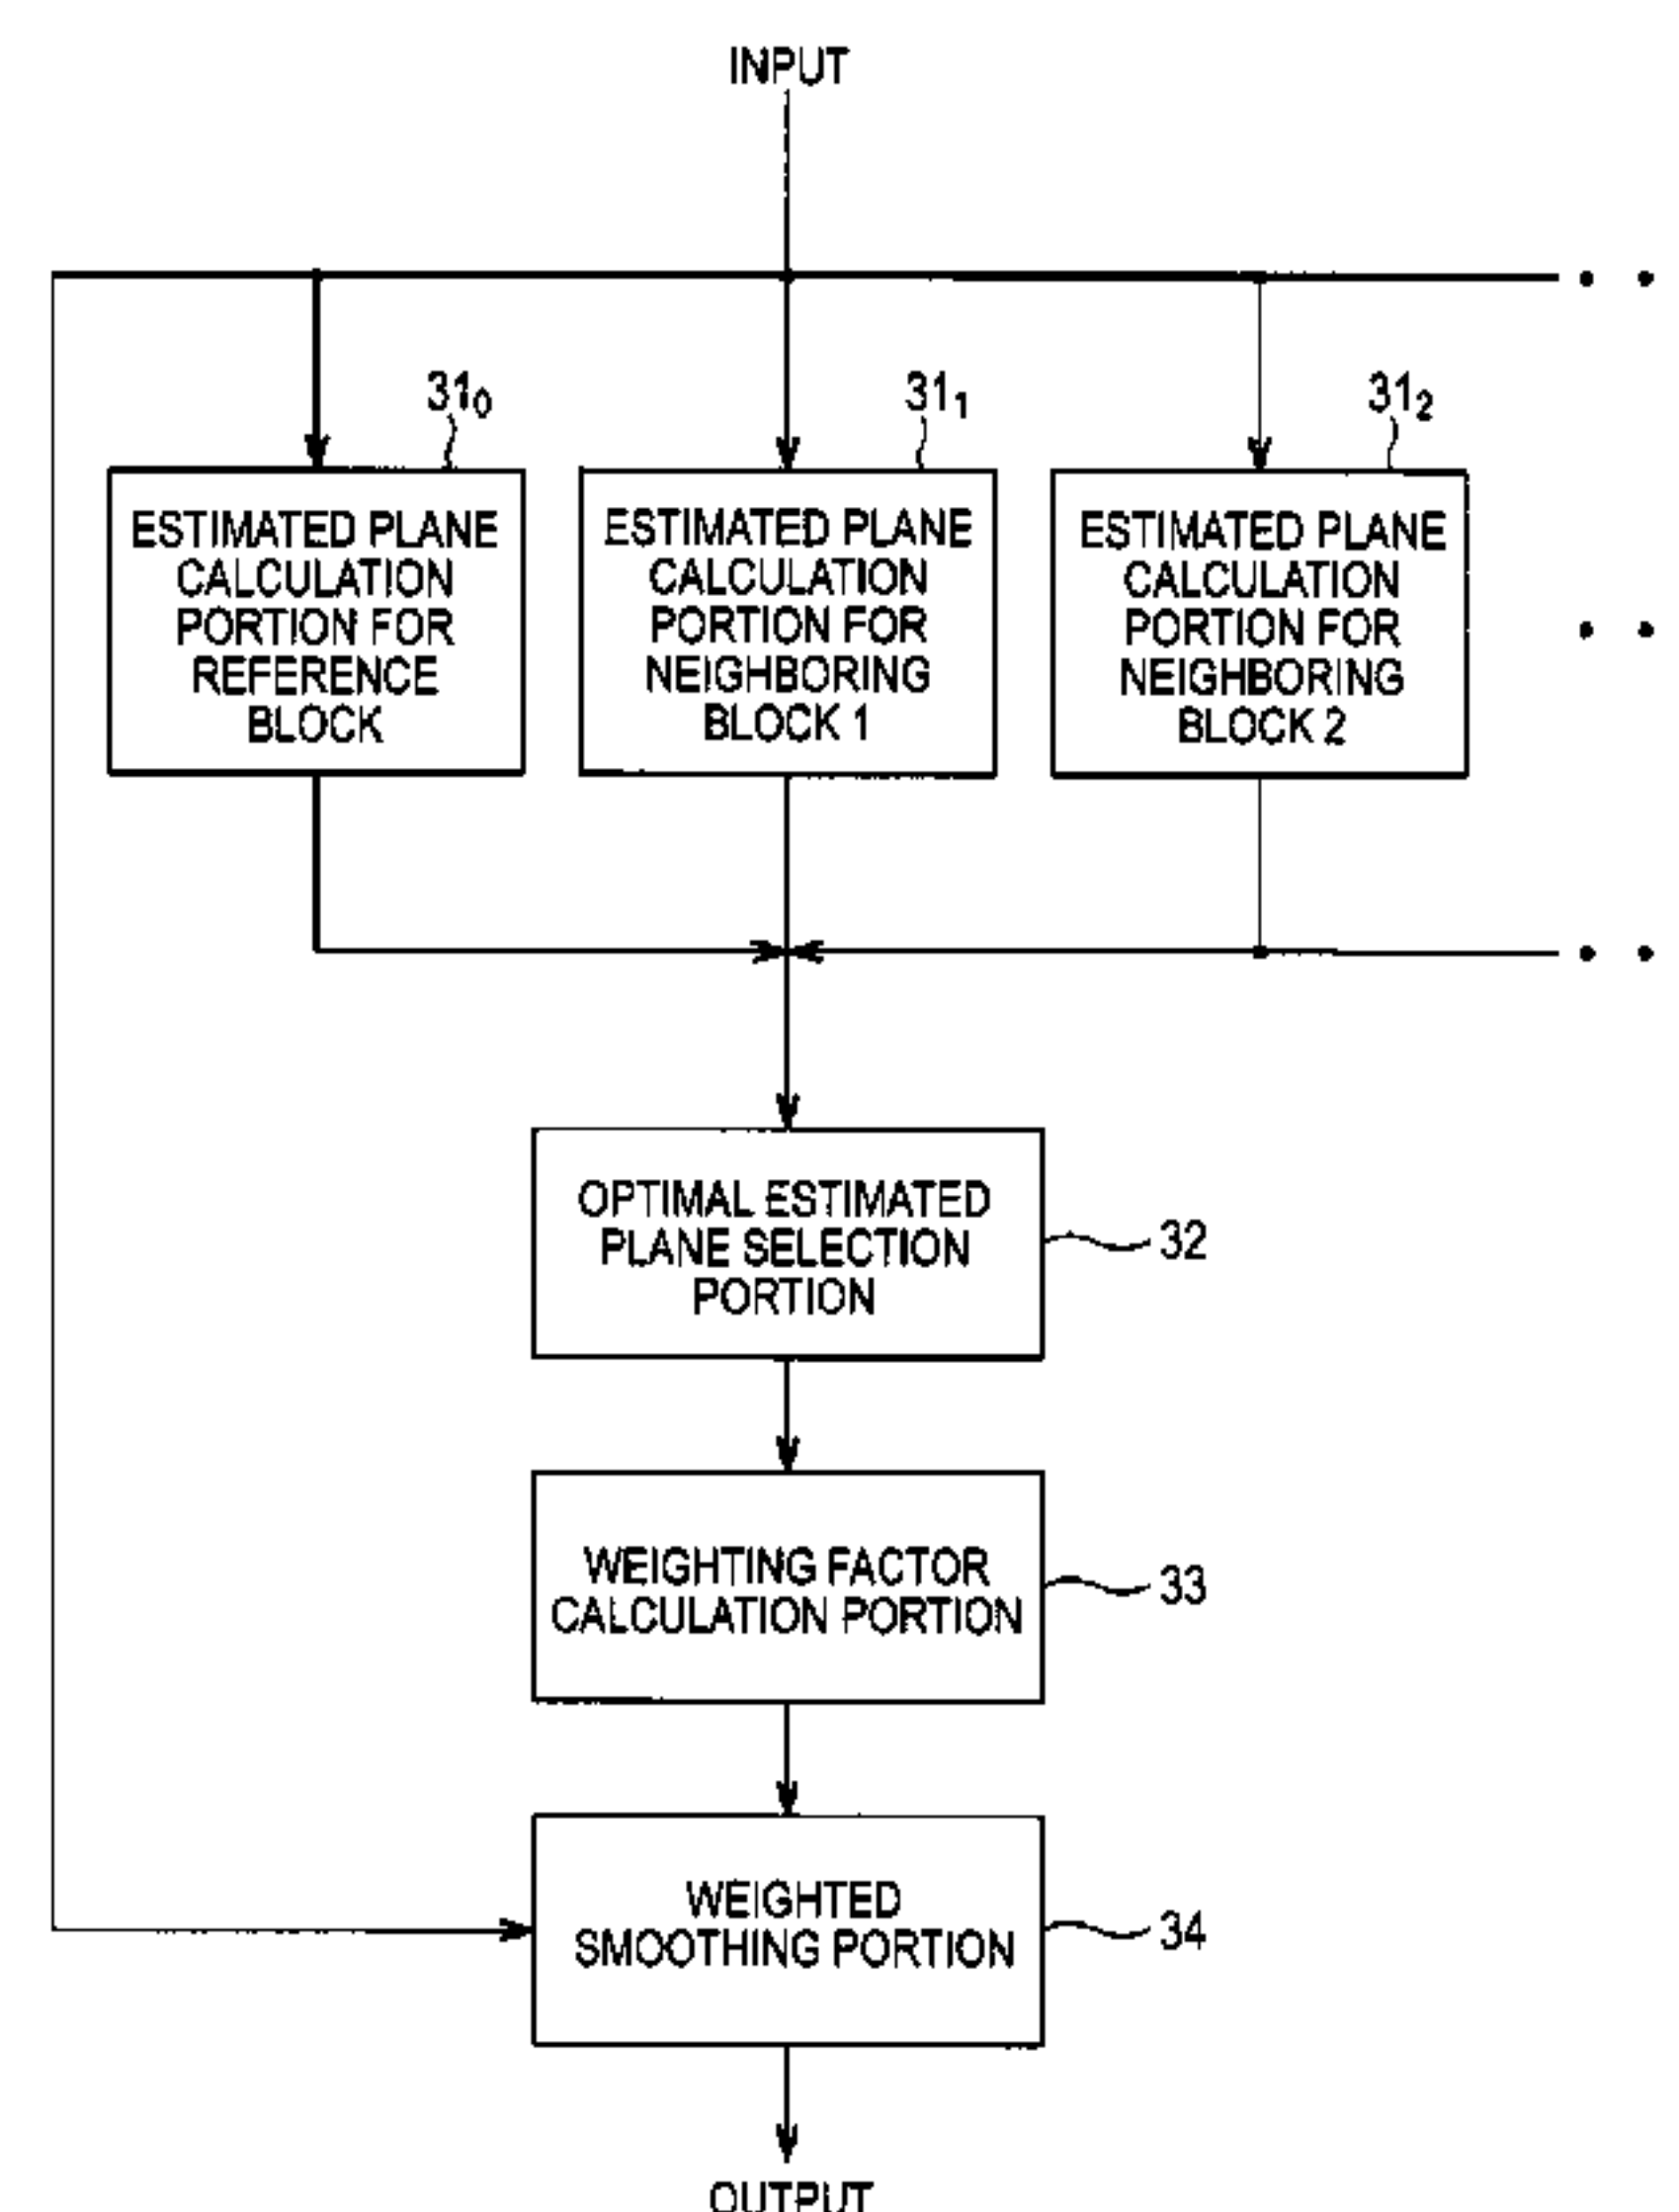 INPUT
31₀
31₁
31₂
ESTIMATED PLANE
CALCULATION
PORTION FOR
REFERENCE
BLOCK
ESTIMATED PLANE
CALCULATION
PORTION FOR
NEIGHBORING
BLOCK 1
ESTIMATED PLANE
CALCULATION
PORTION FOR
NEIGHBORING
BLOCK 2
OPTIMAL ESTIMATED
PLANE SELECTION
PORTION
32
WEIGHTING FACTOR
CALCULATION PORTION
33
WEIGHTED
SMOOTHING PORTION
34
OUTPUT